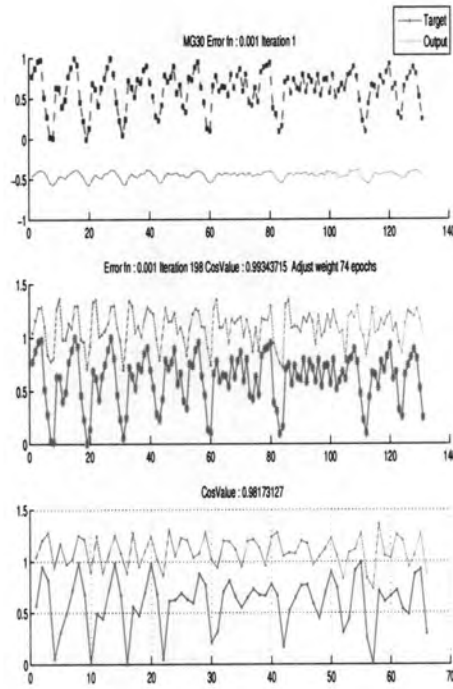 Target
Output
MG30 Error fn : 0.001 Iteration 1
1
0.5
0
-0.5
-1
0 20 40 60 80 100 120 140
Error fn : 0.001 Iteration 198 CosValue : 0.99343715 Adjust weight 74 epochs
1.5
1
0.5
0
0 20 40 60 80 100 120 140
CosValue : 0.98173127
1.5
1
0.5
0
0 10 20 30 40 50 60 70